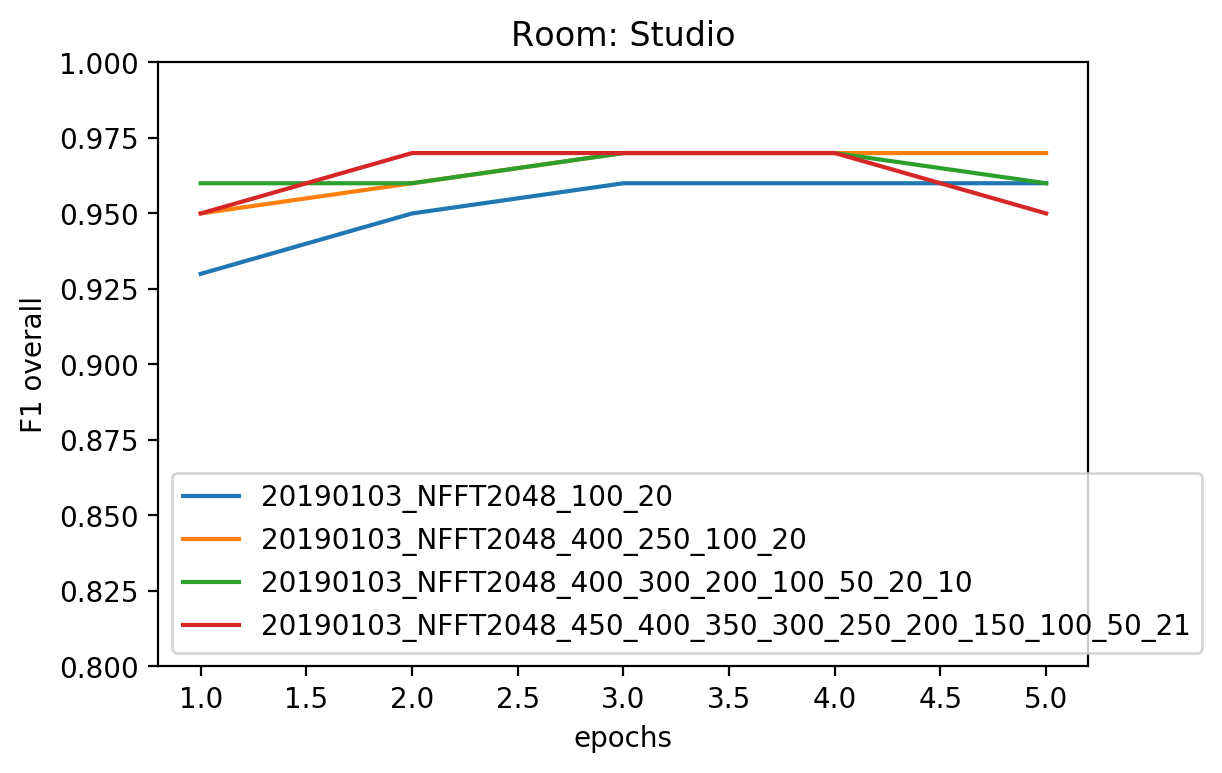 Room: Studio
1.000
0.975
0.950
0.925
0.900
0.875
0.850
0.825
0.800
F1 overall
20190103_NFFT2048_100_20
20190103_NFFT2048_400_250_100_20
20190103_NFFT2048_400_300_200_100_50_20_10
20190103_NFFT2048_450_400_350_300_250_200_150_100_50_21
1.0 1.5 2.0 2.5 3.0 3.5 4.0 4.5 5.0
epochs